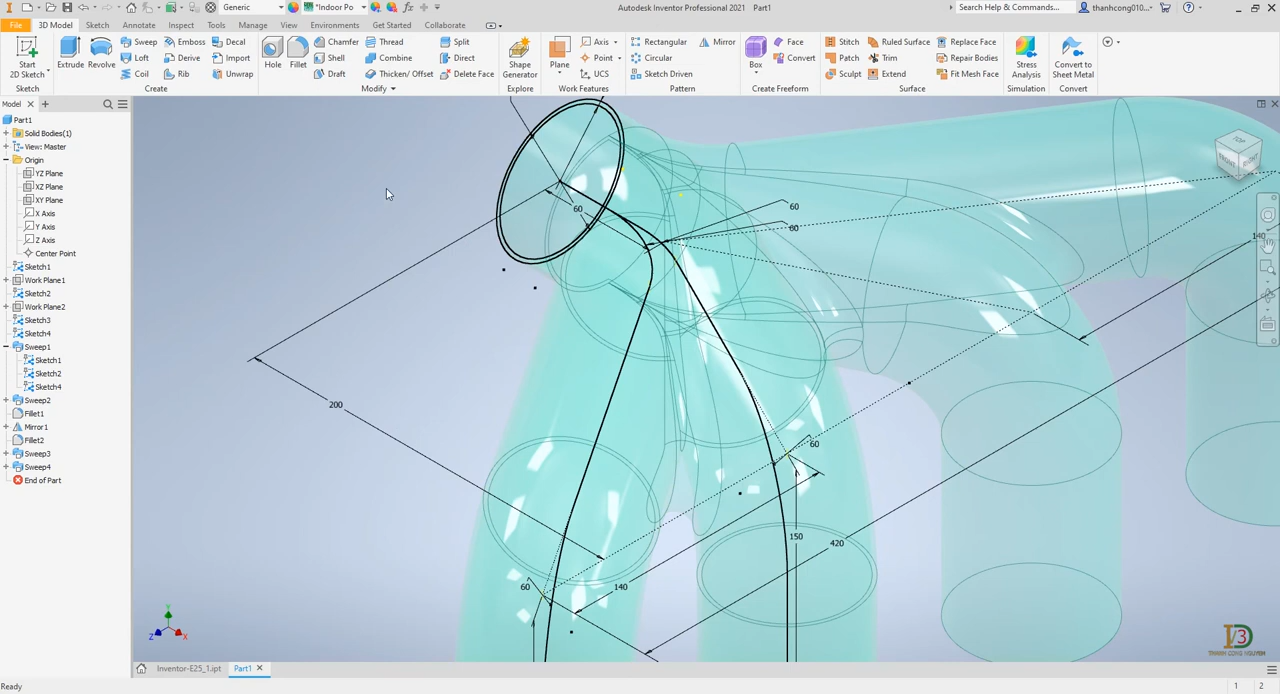 Generic
*Indoor Po
Autodesk Inventor Professional 2021 Part1
Search Help & Commands...
thanhcong010...
File
3D Model
Sketch
Annotate
Inspect
Tools
Manage
View
Environments
Get Started
Collaborate
Start
2D Sketch
Sketch
Extrude
Revolve
Sweep
Loft
Coil
Emboss
Derive
Rib
Decal
Import
Unwrap
Create
Hole
Fillet
Chamfer
Shell
Draft
Thread
Combine
Thicken/ Offset
Split
Direct
Delete Face
Modify
Shape
Generator
Explore
Plane
Axis
Point
UCS
Work Features
Rectangular
Circular
Sketch Driven
Mirror
Pattern
Box
Face
Convert
Create Freeform
Stitch
Patch
Sculpt
Ruled Surface
Trim
Extend
Replace Face
Repair Bodies
Fit Mesh Face
Surface
Stress
Analysis
Simulation
Convert to
Sheet Metal
Convert
Model
Part1
Solid Bodies(1)
View: Master
Origin
YZ Plane
XZ Plane
XY Plane
X Axis
Y Axis
Z Axis
Center Point
Sketch1
Work Plane1
Sketch2
Work Plane2
Sketch3
Sketch4
Sweep1
Sketch1
Sketch2
Sketch4
Sweep2
Fillet1
Mirror1
Fillet2
Sweep3
Sweep4
End of Part
TOP
FRONT
RIGHT
60
60
60
140
200
60
150
420
60
140
Y
Z
X
THANH CONG NGUYEN
Inventor-E25_1.ipt
Part1
Ready
1
2